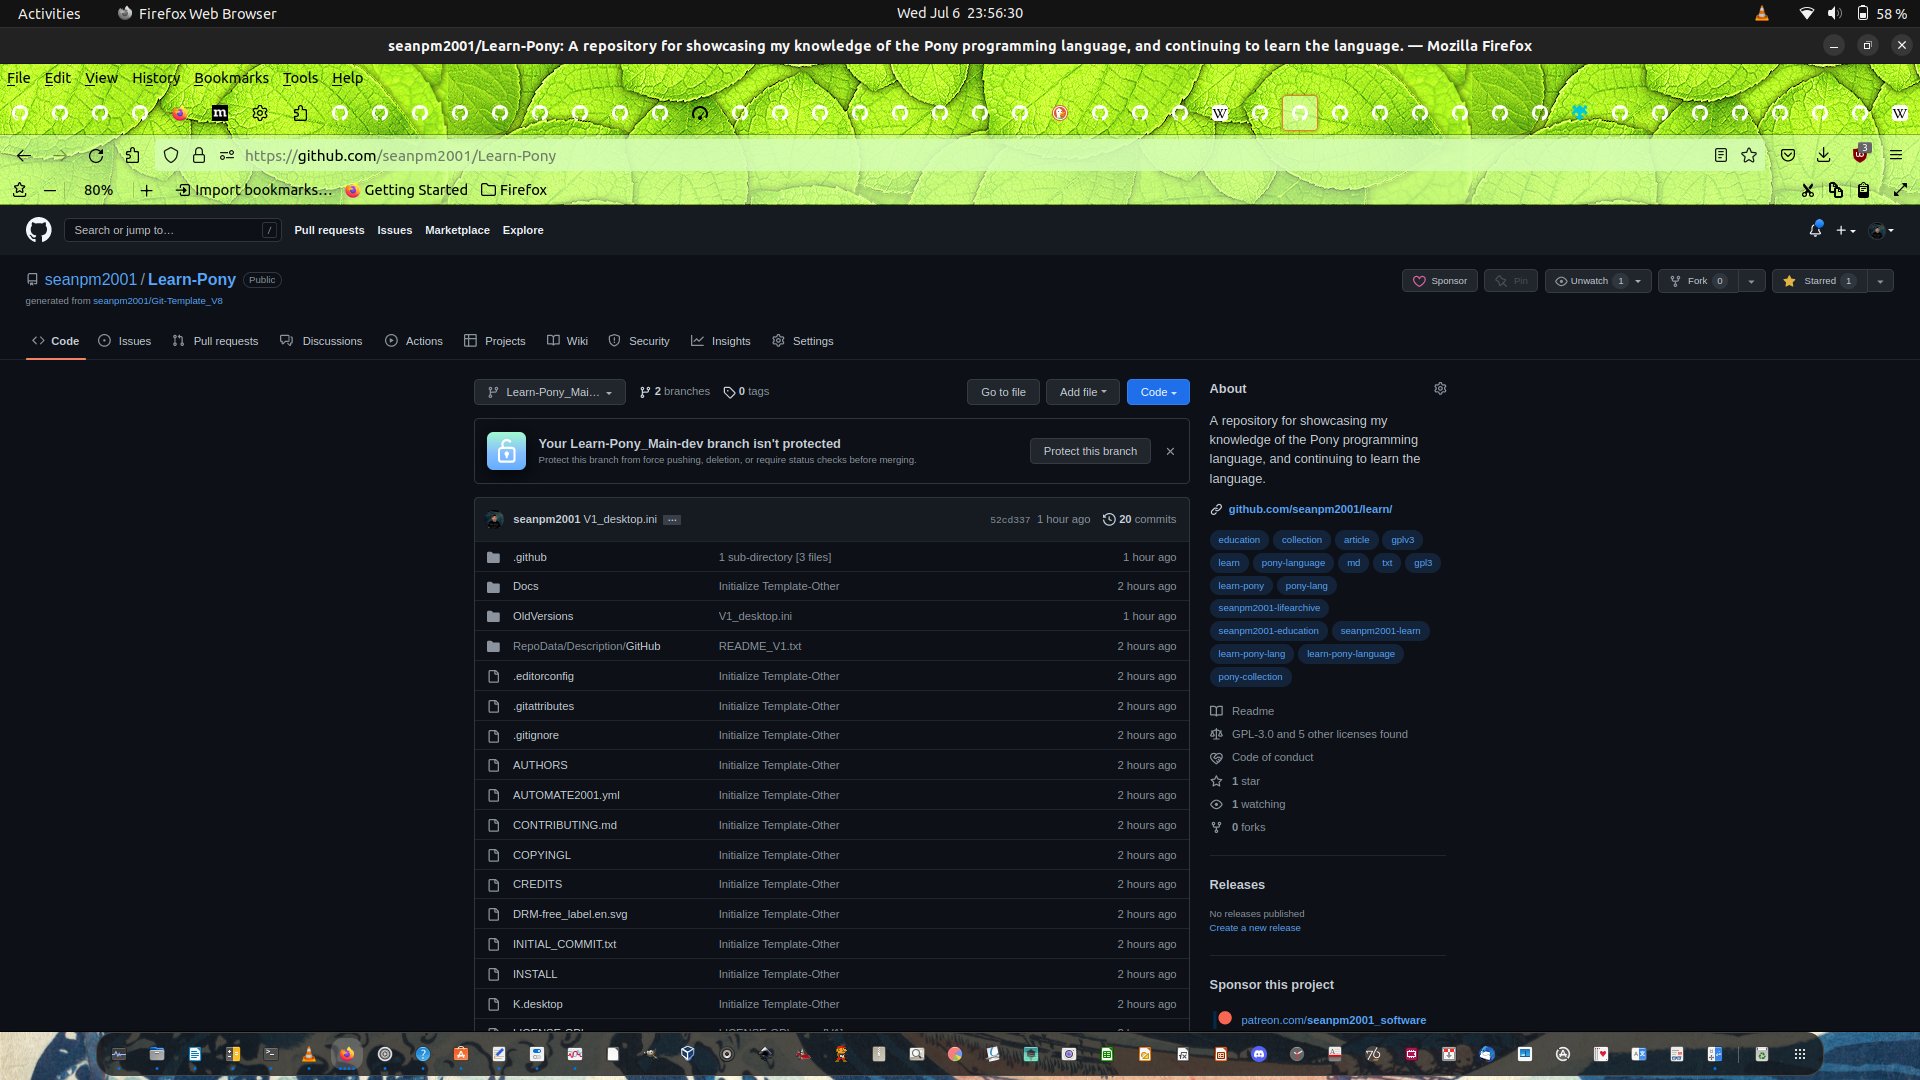 Activities
Firefox Web Browser
Wed Jul 6 23:56:30
58 %
seanpm2001/Learn-Pony: A repository for showcasing my knowledge of the Pony programming language, and continuing to learn the language. — Mozilla Firefox
File Edit View History Bookmarks Tools Help
https://github.com/seanpm2001/Learn-Pony
3
80%
Import bookmarks…
Getting Started
Firefox
Search or jump to…
/
Pull requests Issues Marketplace Explore
seanpm2001 / Learn-Pony Public
generated from seanpm2001/Git-Template_V8
Sponsor
Pin
Unwatch 1
Fork 0
Starred 1
Code
Issues
Pull requests
Discussions
Actions
Projects
Wiki
Security
Insights
Settings
Learn-Pony_Mai…
2 branches
0 tags
Go to file
Add file
Code
Your Learn-Pony_Main-dev branch isn't protected
Protect this branch from force pushing, deletion, or require status checks before merging.
Protect this branch
seanpm2001 V1_desktop.ini … 52cd337 1 hour ago 20 commits
.github 1 sub-directory [3 files] 1 hour ago
Docs Initialize Template-Other 2 hours ago
OldVersions V1_desktop.ini 1 hour ago
RepoData/Description/GitHub README_V1.txt 2 hours ago
.editorconfig Initialize Template-Other 2 hours ago
.gitattributes Initialize Template-Other 2 hours ago
.gitignore Initialize Template-Other 2 hours ago
AUTHORS Initialize Template-Other 2 hours ago
AUTOMATE2001.yml Initialize Template-Other 2 hours ago
CONTRIBUTING.md Initialize Template-Other 2 hours ago
COPYINGL Initialize Template-Other 2 hours ago
CREDITS Initialize Template-Other 2 hours ago
DRM-free_label.en.svg Initialize Template-Other 2 hours ago
INITIAL_COMMIT.txt Initialize Template-Other 2 hours ago
INSTALL Initialize Template-Other 2 hours ago
K.desktop Initialize Template-Other 2 hours ago
About
A repository for showcasing my
knowledge of the Pony programming
language, and continuing to learn the
language.
github.com/seanpm2001/learn/
education collection article gplv3
learn pony-language md txt gpl3
learn-pony pony-lang
seanpm2001-lifearchive
seanpm2001-education seanpm2001-learn
learn-pony-lang learn-pony-language
pony-collection
Readme
GPL-3.0 and 5 other licenses found
Code of conduct
1 star
1 watching
0 forks
Releases
No releases published
Create a new release
Sponsor this project
patreon.com/seanpm2001_software